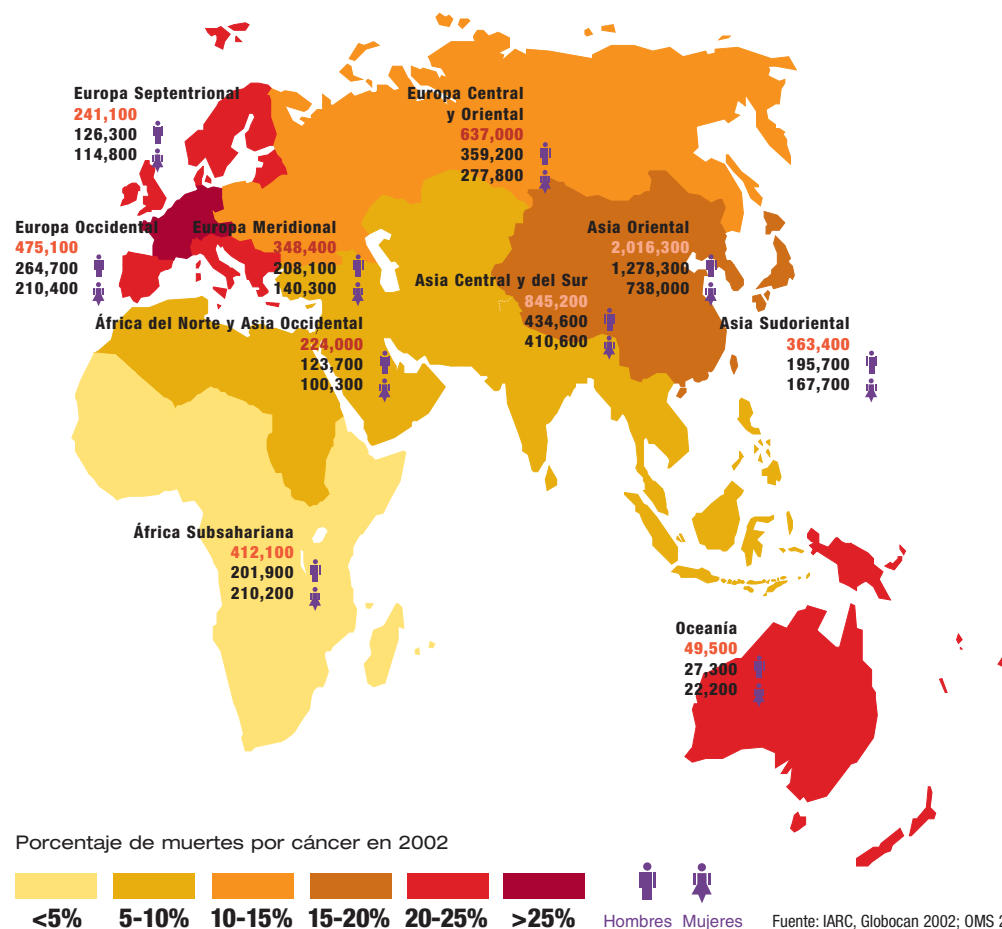 Europa Septentrional
241,100
126,300
114,800
Europa Central
y Oriental
637,000
359,200
277,800
Europa Occidental
475,100
264,700
210,400
Europa Meridional
348,400
208,100
140,300
Asia Oriental
2,016,300
1,278,300
738,000
Asia Central y del Sur
845,200
434,600
410,600
África del Norte y Asia Occidental
224,000
123,700
100,300
Asia Sudoriental
363,400
195,700
167,700
África Subsahariana
412,100
201,900
210,200
Oceanía
49,500
27,300
22,200
Porcentaje de muertes por cáncer en 2002
<5% 5-10% 10-15% 15-20% 20-25% >25%
Hombres Mujeres
Fuente: IARC, Globocan 2002; OMS 2